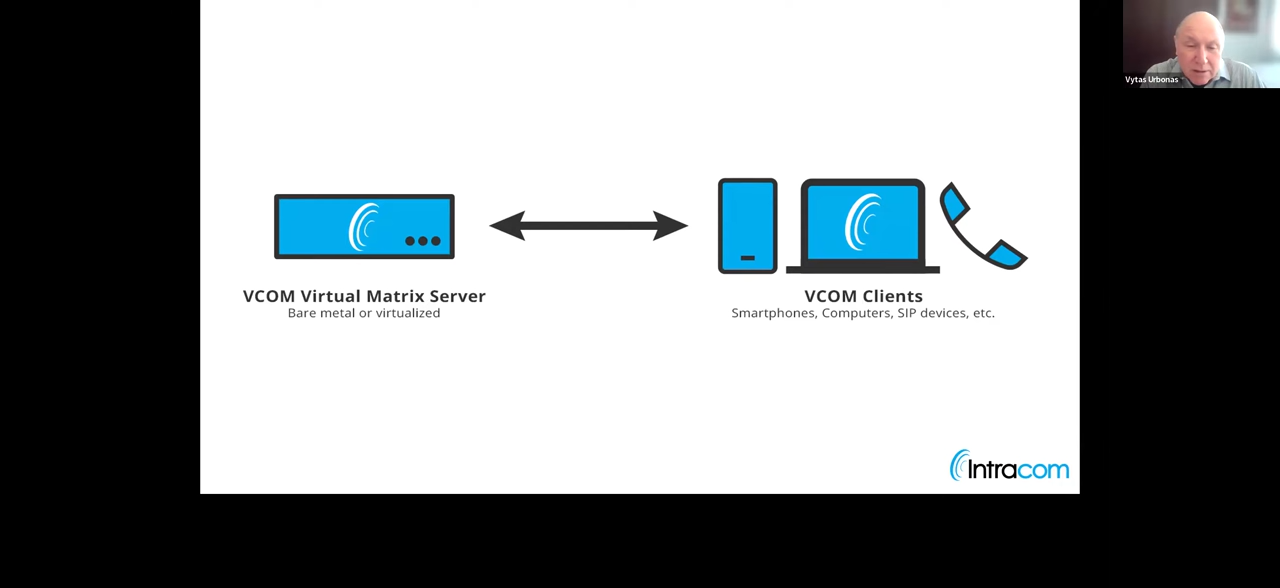 Vytas Urbonas
VCOM Virtual Matrix Server
Bare metal or virtualized
VCOM Clients
Smartphones, Computers, SIP devices, etc.
Intracom